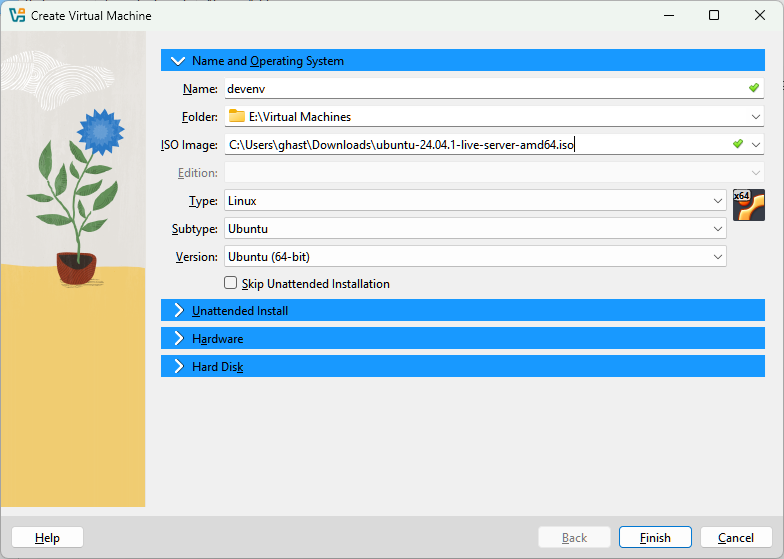 Create Virtual Machine
Name and Operating System
Name: devenv
Folder: E:\Virtual Machines
ISO Image: C:\Users\ghast\Downloads\ubuntu-24.04.1-live-server-amd64.iso
Edition:
Type: Linux
x64
Subtype: Ubuntu
Version: Ubuntu (64-bit)
Skip Unattended Installation
Unattended Install
Hardware
Hard Disk
Help Back Finish Cancel